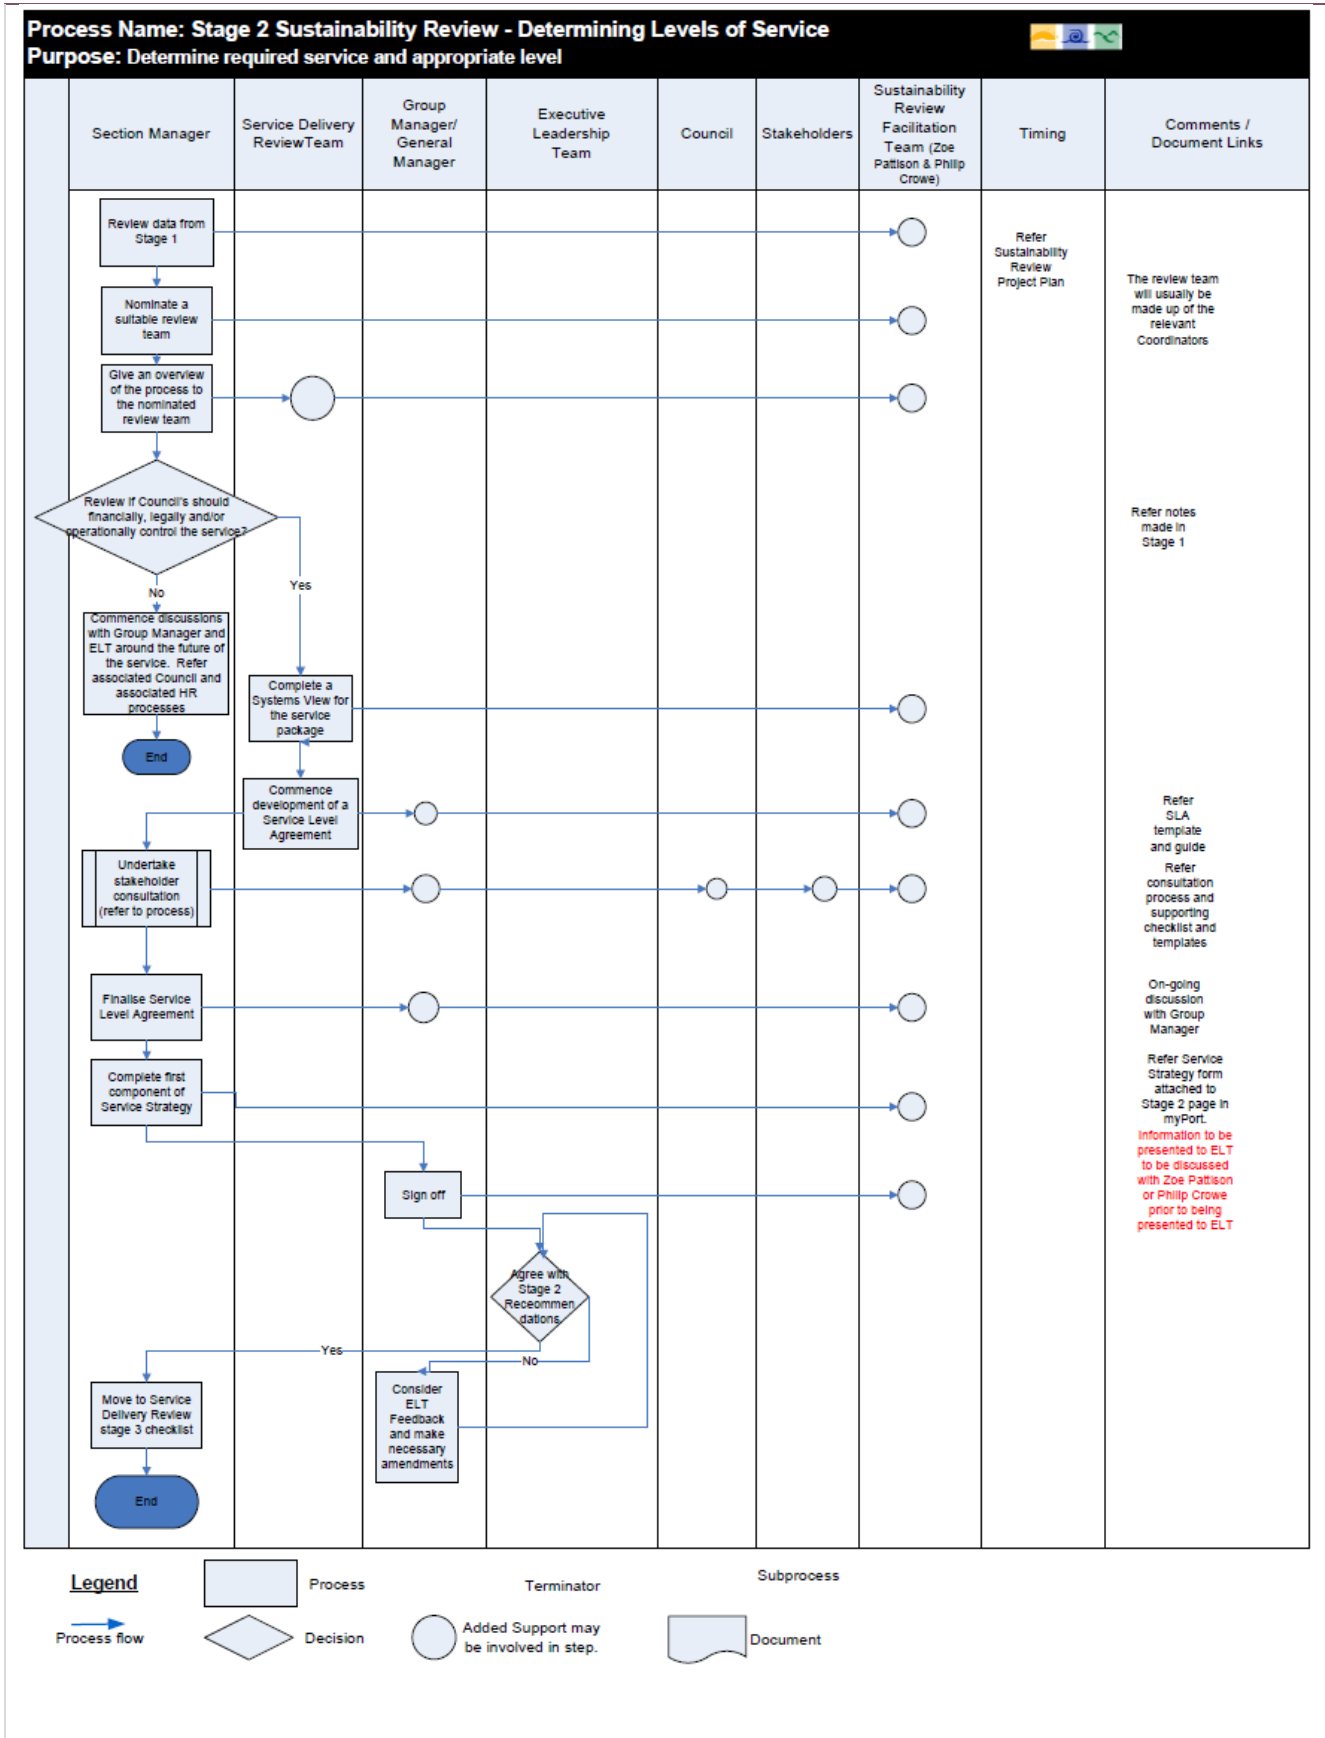 Process Name: Stage 2 Sustainability Review - Determining Levels of Service
Purpose: Determine required service and appropriate level
Section Manager
Service Delivery
ReviewTeam
Group
Manager/
General
Manager
Executive
Leadership
Team
Council
Stakeholders
Sustainability
Review
Facilitation
Team (Zoe
Pattison & Philip
Crowe)
Timing
Comments /
Document Links
Review data from
Stage 1
Refer
Sustainability
Review
Project Plan
Nominate a
suitable review
team
The review team
will usually be
made up of the
relevant
Coordinators
Give an overview
of the process to
the nominated
review team
Review if Council's should
financially, legally and/or
operationally control the service?
Refer notes
made in
Stage 1
Yes
No
Commence discussions
with Group Manager and
ELT around the future of
the service. Refer
associated Council and
associated HR
processes
Complete a
Systems View for
the service
package
End
Commence
development of a
Service Level
Agreement
Refer
SLA
template
and guide
Undertake
stakeholder
consultation
(refer to process)
Refer
consultation
process and
supporting
checklist and
templates
Finalise Service
Level Agreement
On-going
discussion
with Group
Manager
Complete first
component of
Service Strategy
Refer Service
Strategy form
attached to
Stage 2 page in
myPort.
Information to be
presented to ELT
to be discussed
with Zoe Pattison
or Philip Crowe
prior to being
presented to ELT
Sign off
Agree with
Stage 2
Receommen
dations
Yes
No
Consider
ELT
Feedback
and make
necessary
amendments
Move to Service
Delivery Review
stage 3 checklist
End
Legend
Process
Terminator
Subprocess
Process flow
Decision
Added Support may
be involved in step.
Document